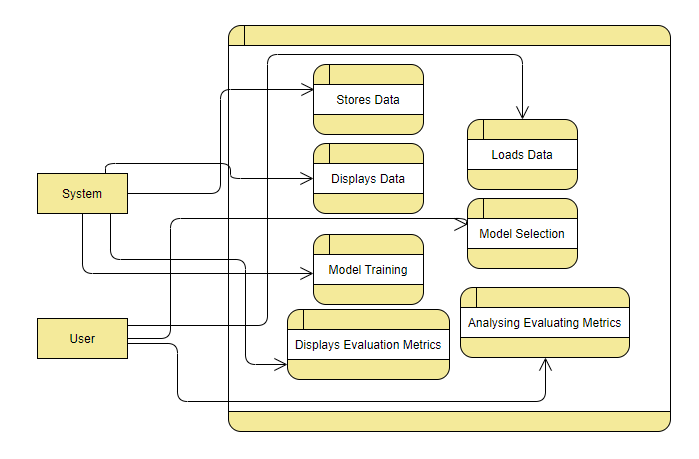 Stores Data
Loads Data
Displays Data
System
Model Selection
Model Training
Analysing Evaluating Metrics
User
Displays Evaluation Metrics